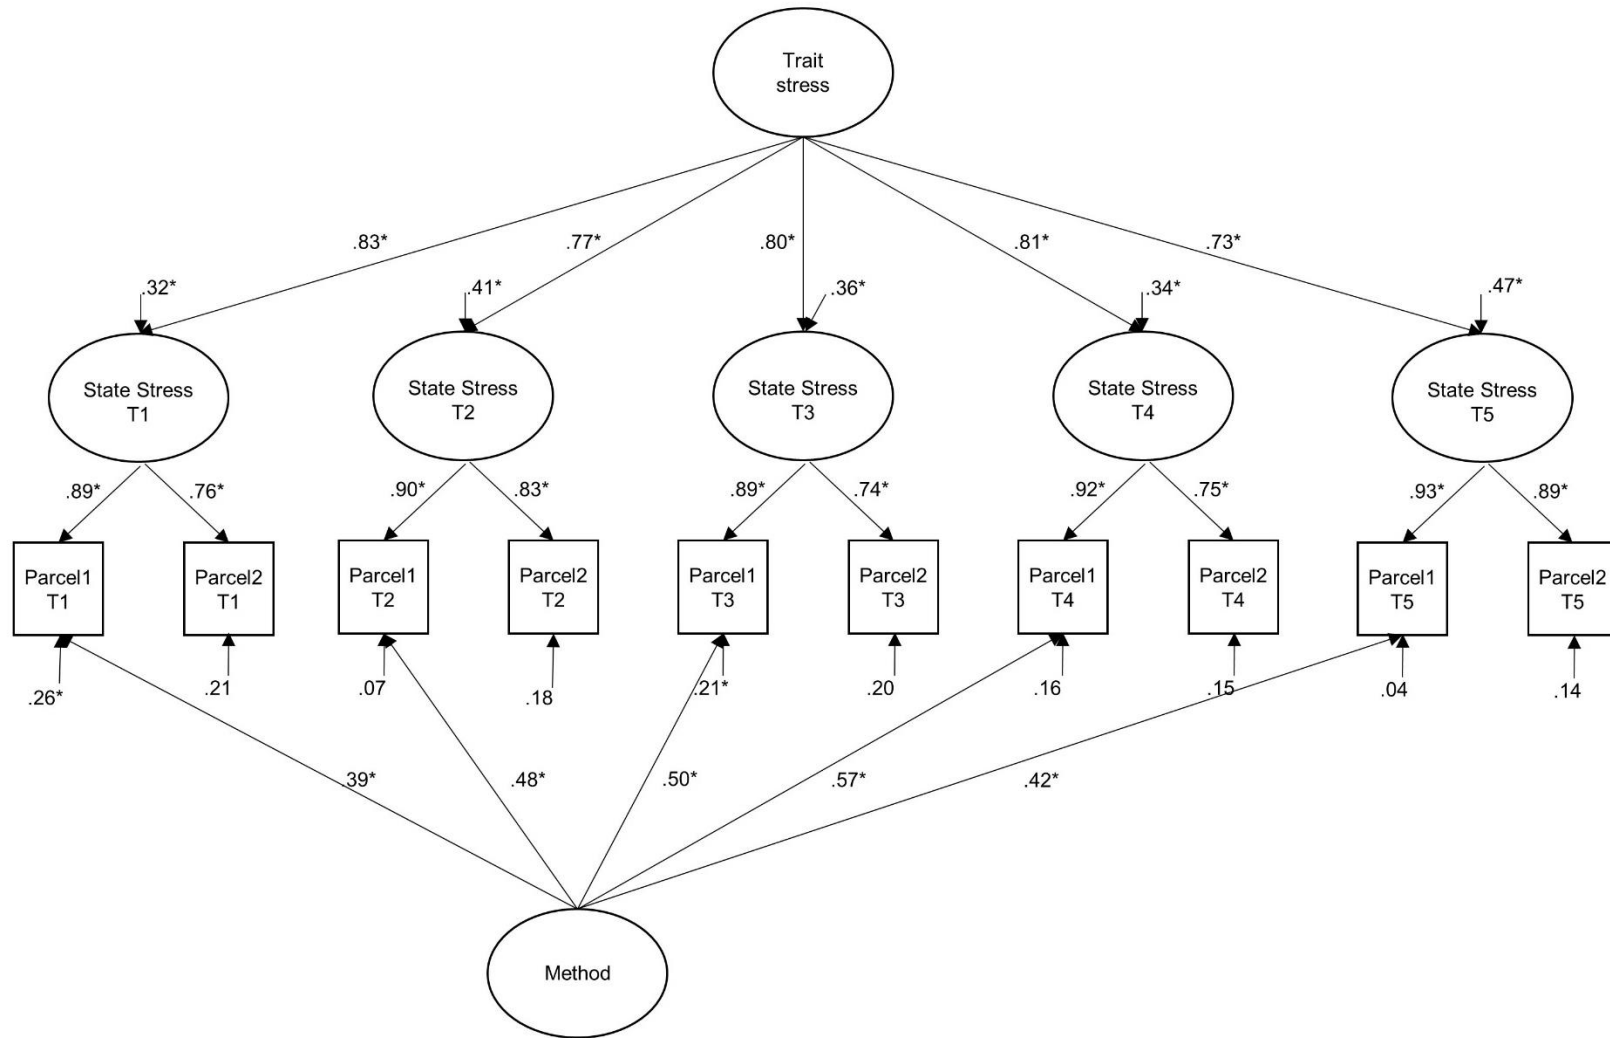 Trait
stress
.83*
.77*
.80*
.81*
.73*
.32*
.41*
.36*
.34*
.47*
State Stress
T1
State Stress
T2
State Stress
T3
State Stress
T4
State Stress
T5
.89*
.76*
.90*
.83*
.89*
.74*
.92*
.75*
.93*
.89*
Parcel1
T1
Parcel2
T1
Parcel1
T2
Parcel2
T2
Parcel1
T3
Parcel2
T3
Parcel1
T4
Parcel2
T4
Parcel1
T5
Parcel2
T5
.26*
.21
.07
.18
.21*
.20
.16
.15
.04
.14
.39*
.48*
.50*
.57*
.42*
Method